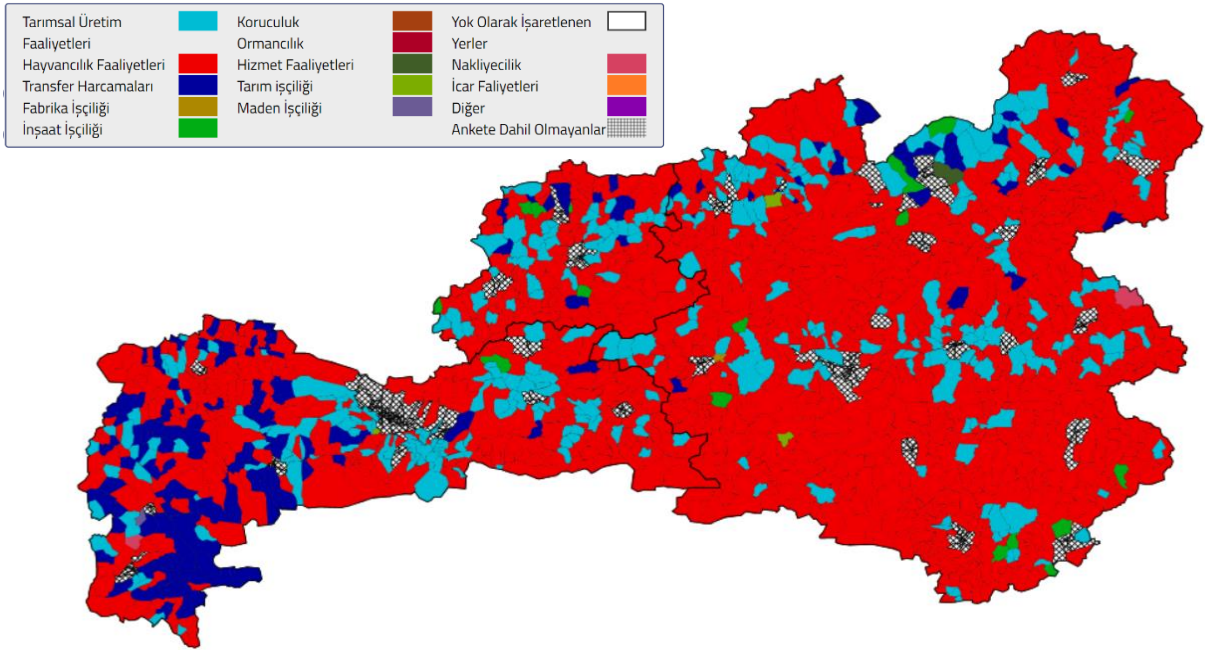 Tarımsal Üretim
Faaliyetleri
Hayvancılık Faaliyetleri
Transfer Harcamaları
Fabrika İşçiliği
İnşaat İşçiliği
Koruculuk
Ormancılık
Hizmet Faaliyetleri
Tarım işçiliği
Maden İşçiliği
Yok Olarak İşaretlenen
Yerler
Nakliyecilik
İcar Faliyetleri
Diğer
Ankete Dahil Olmayanlar